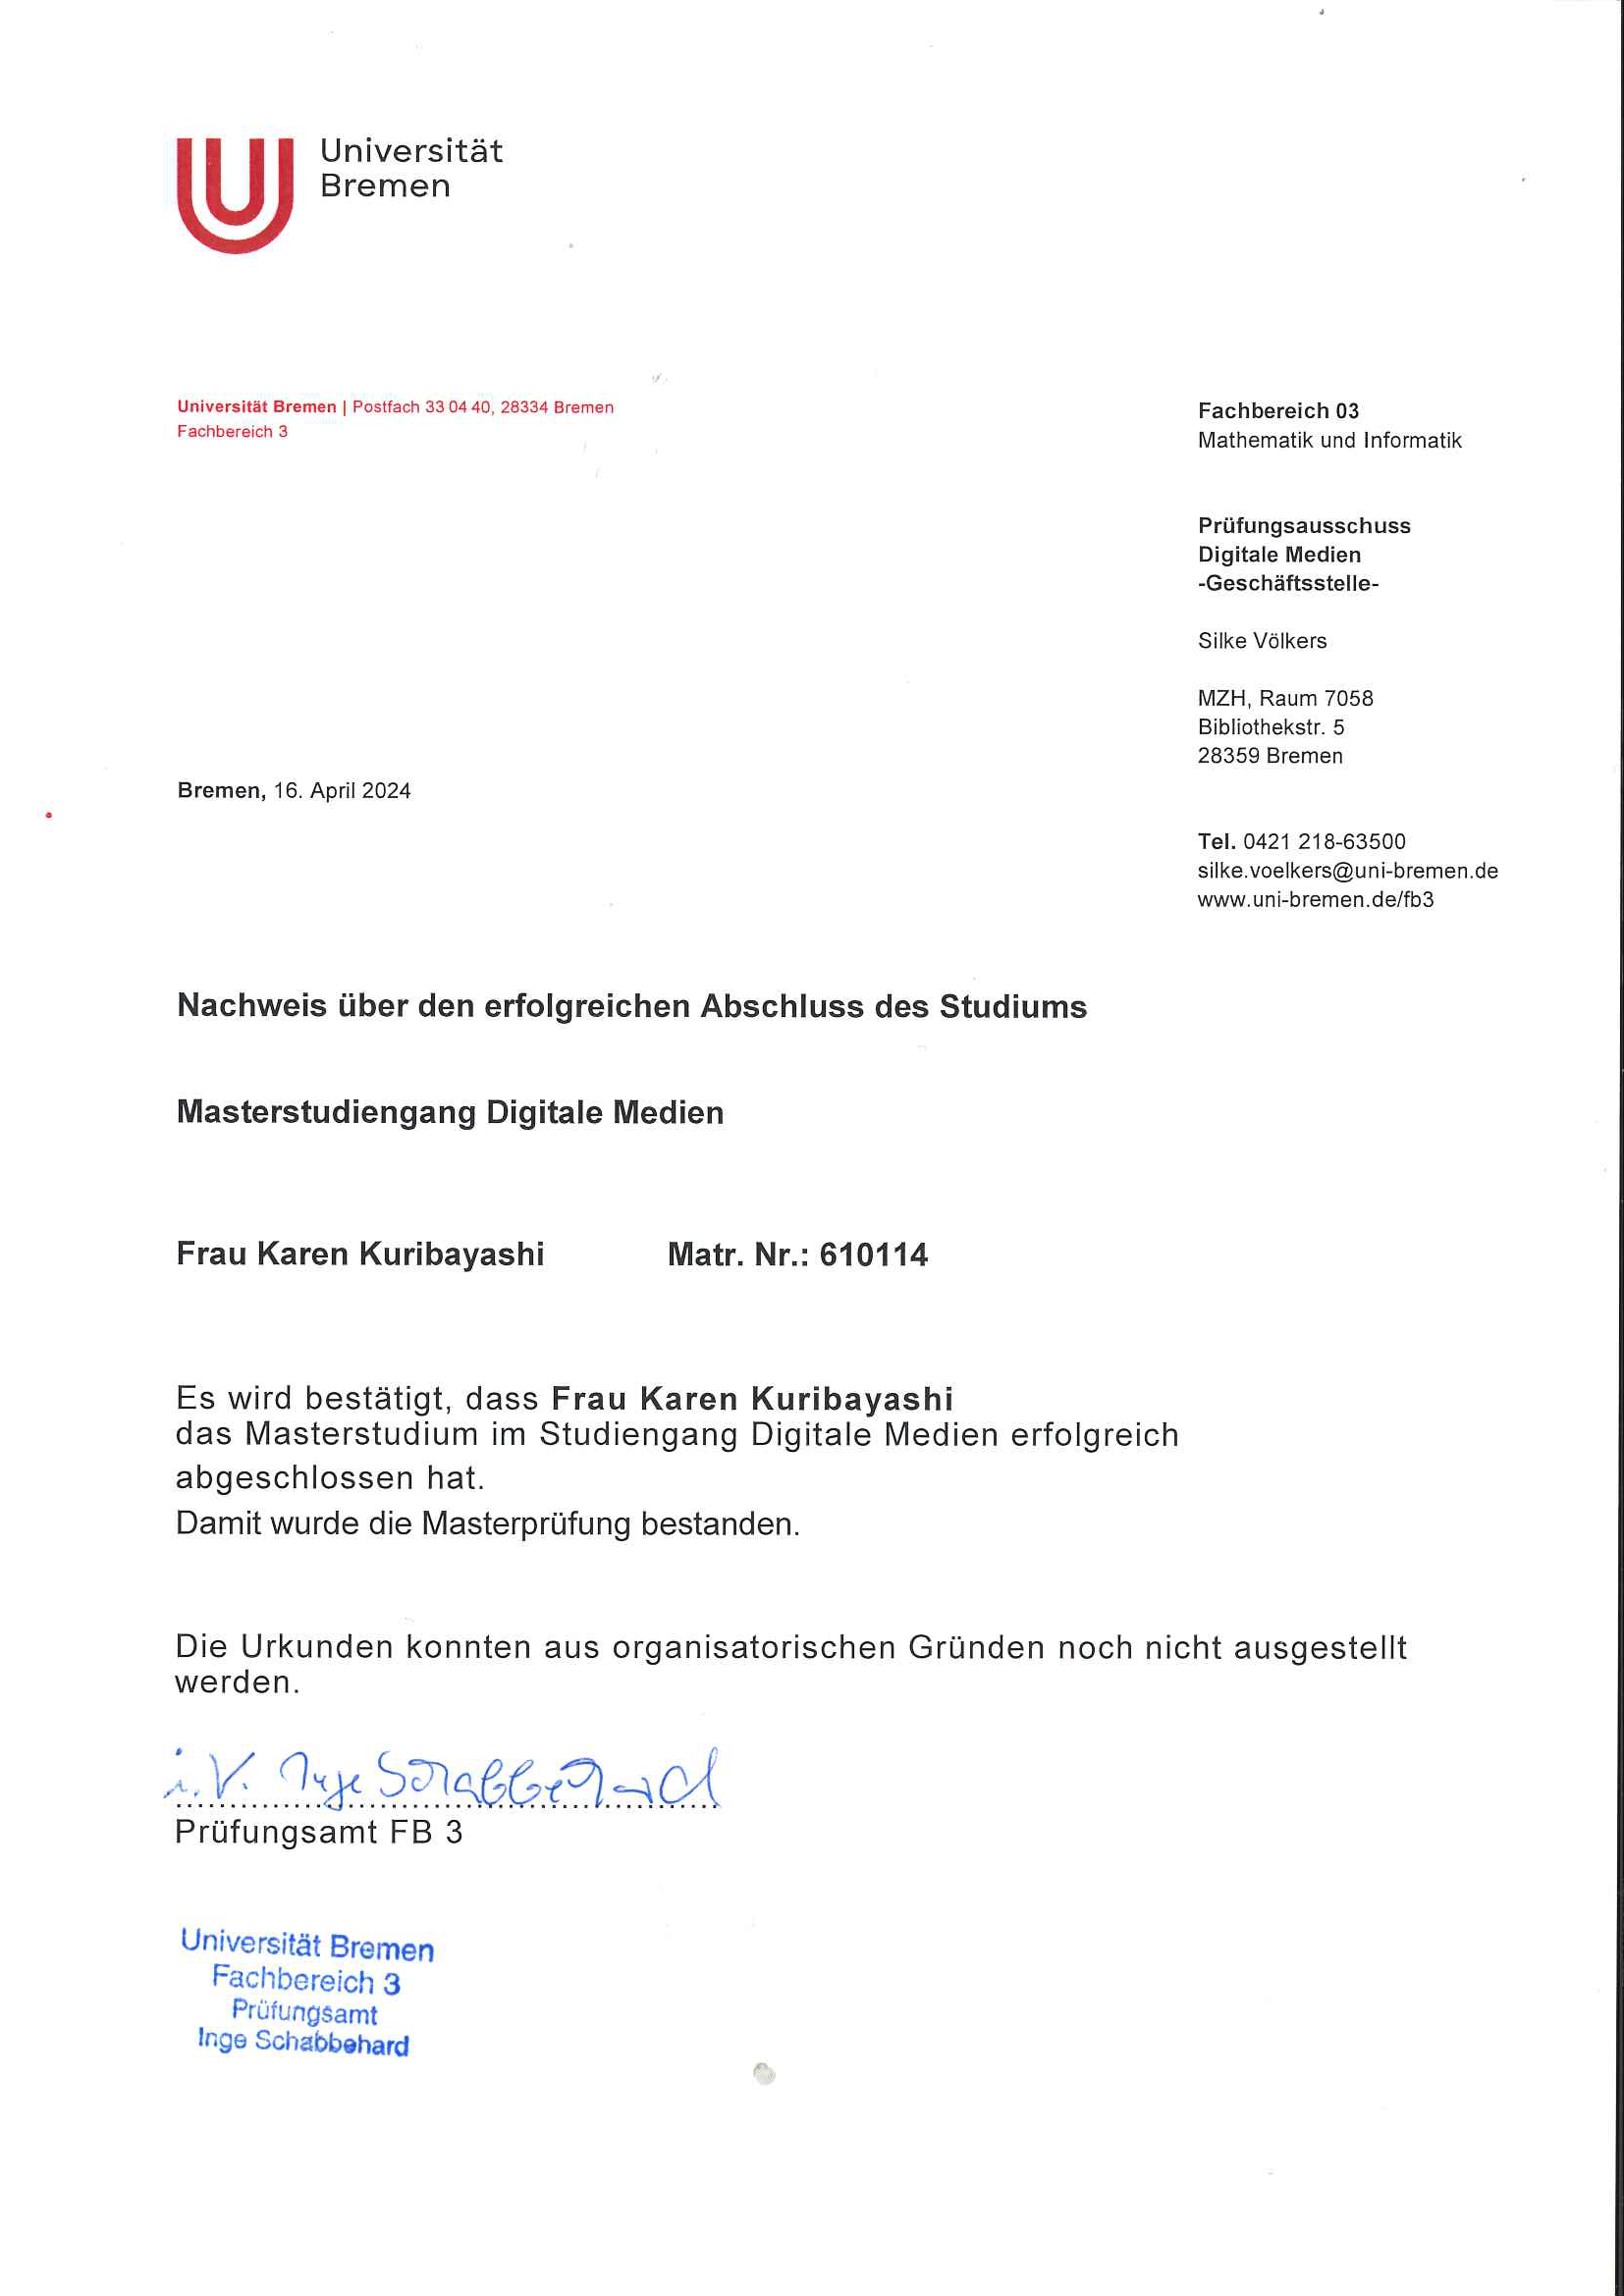 Universität
Bremen
Universität Bremen | Postfach 33 04 40, 28334 Bremen
Fachbereich 3
Fachbereich 03
Mathematik und Informatik
Prüfungsausschuss
Digitale Medien
-Geschäftsstelle-
Silke Völkers
MZH, Raum 7058
Bibliothekstr. 5
28359 Bremen
Bremen, 16. April 2024
Tel. 0421 218-63500
silke.voelkers@uni-bremen.de
www.uni-bremen.de/fb3
Nachweis über den erfolgreichen Abschluss des Studiums
Masterstudiengang Digitale Medien
Frau Karen Kuribayashi Matr. Nr.: 610114
Es wird bestätigt, dass Frau Karen Kuribayashi
das Masterstudium im Studiengang Digitale Medien erfolgreich
abgeschlossen hat.
Damit wurde die Masterprüfung bestanden.
Die Urkunden konnten aus organisatorischen Gründen noch nicht ausgestellt
werden.
i.V. Inge Schabbehard
Prüfungsamt FB 3
Universität Bremen
Fachbereich 3
Prüfungsamt
Inge Schabbehard